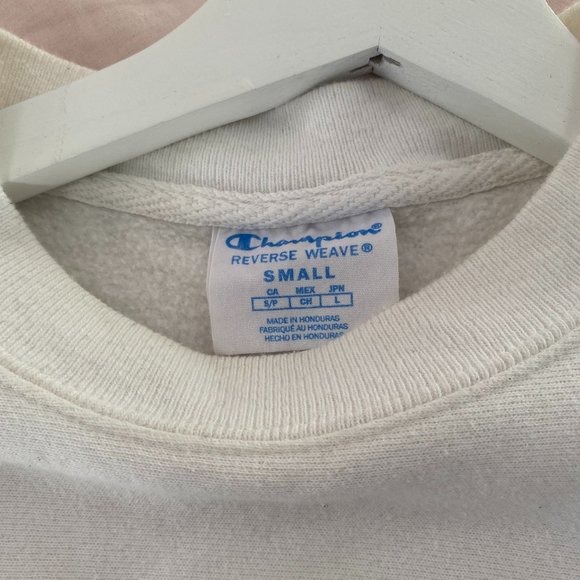 Champion
REVERSE WEAVE®
SMALL
CA MEX JPN
S/P CH L
MADE IN HONDURAS
FABRIQUÉ AU HONDURAS
HECHO EN HONDURAS